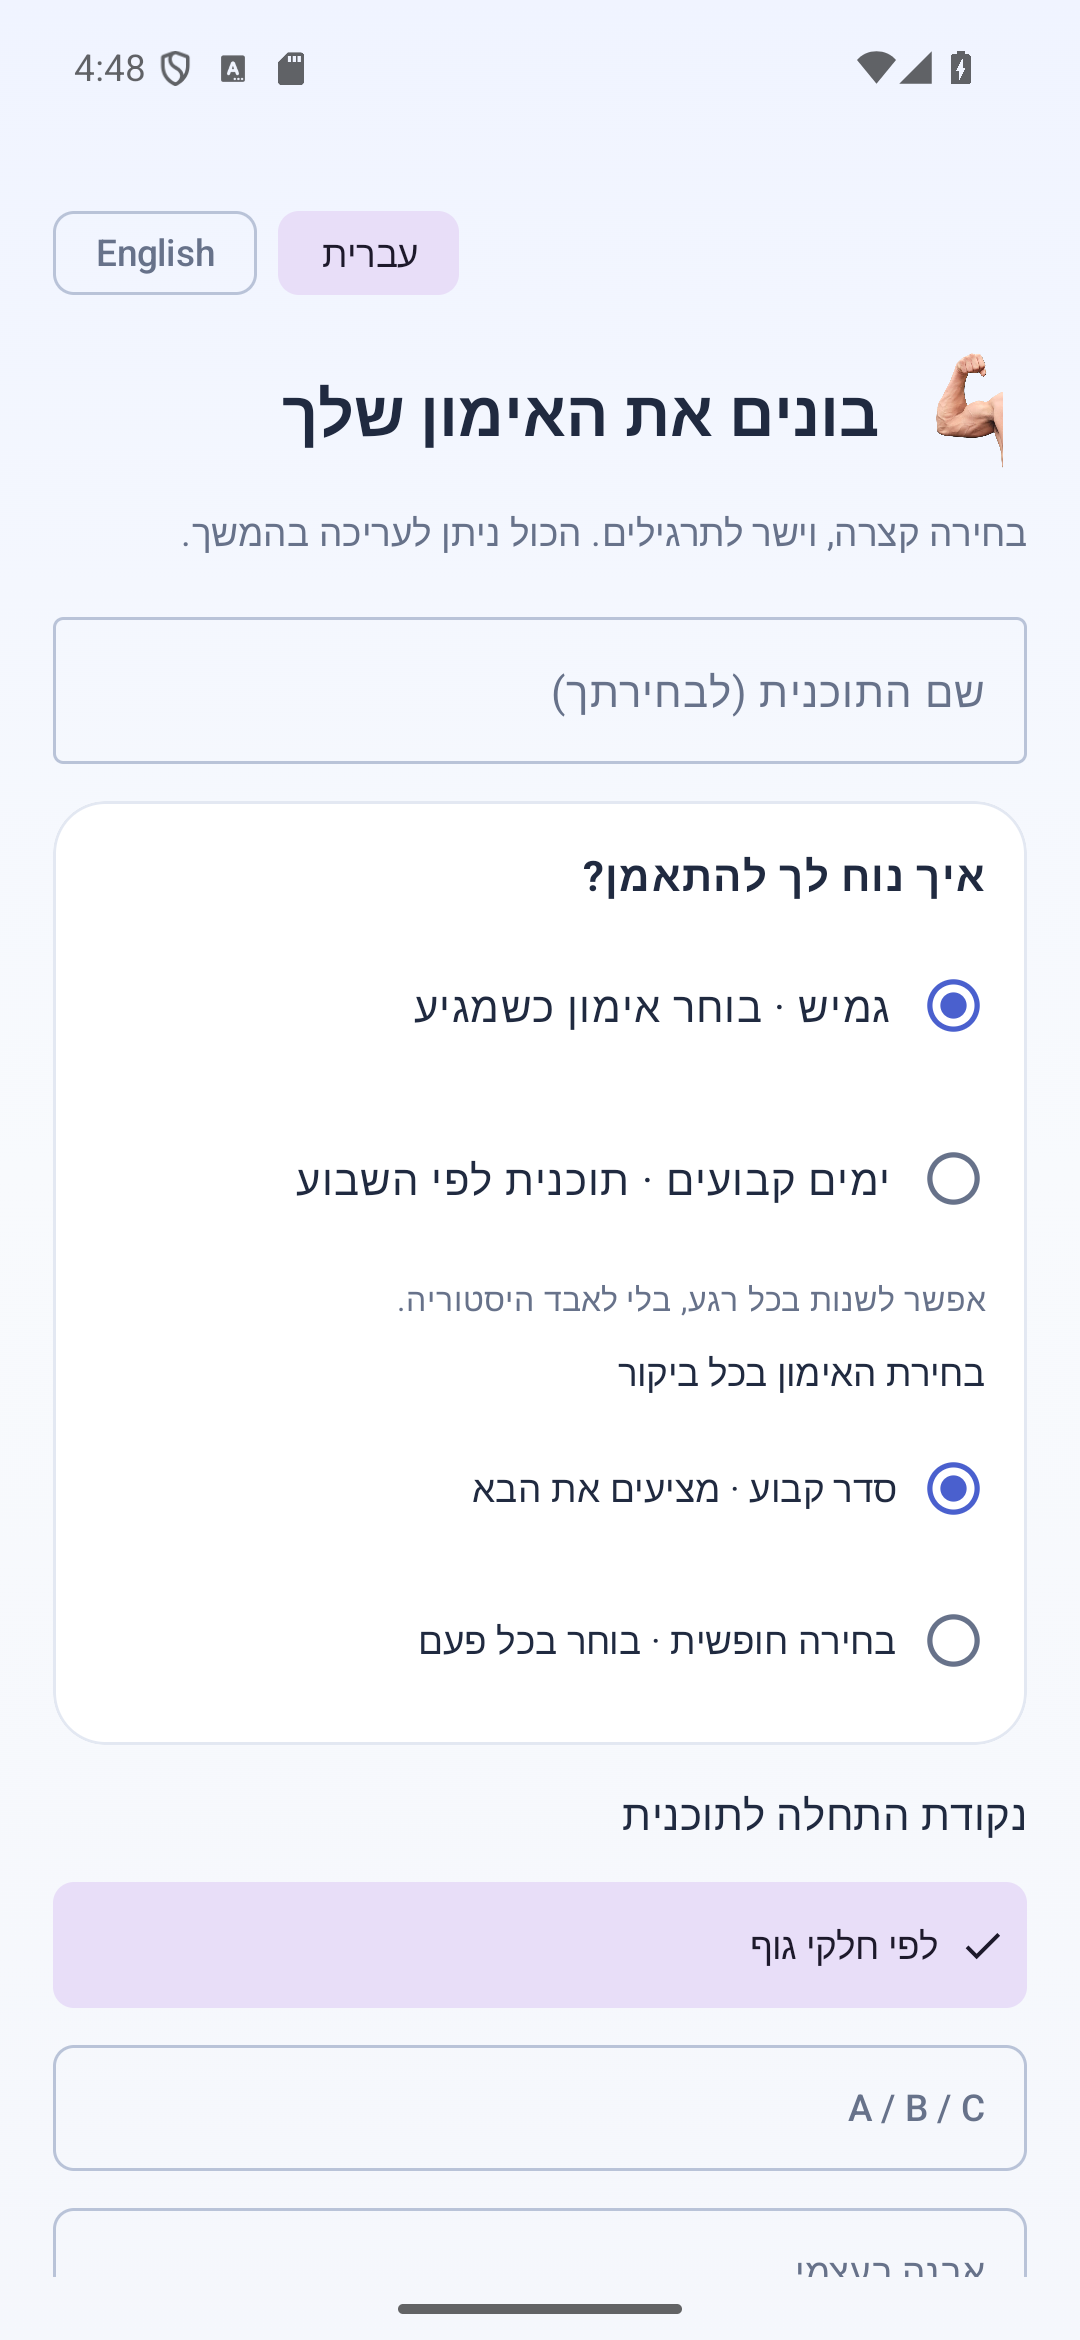 4:48
English
עברית
בונים את האימון שלך
בחירה קצרה, וישר לתרגילים. הכול ניתן לעריכה בהמשך.
שם התוכנית (לבחירתך)
איך נוח לך להתאמן?
גמיש · בוחר אימון כשמגיע
ימים קבועים · תוכנית לפי השבוע
אפשר לשנות בכל רגע, בלי לאבד היסטוריה.
בחירת האימון בכל ביקור
סדר קבוע · מציעים את הבא
בחירה חופשית · בוחר בכל פעם
נקודת התחלה לתוכנית
לפי חלקי גוף
A / B / C
אבנה בעצמי